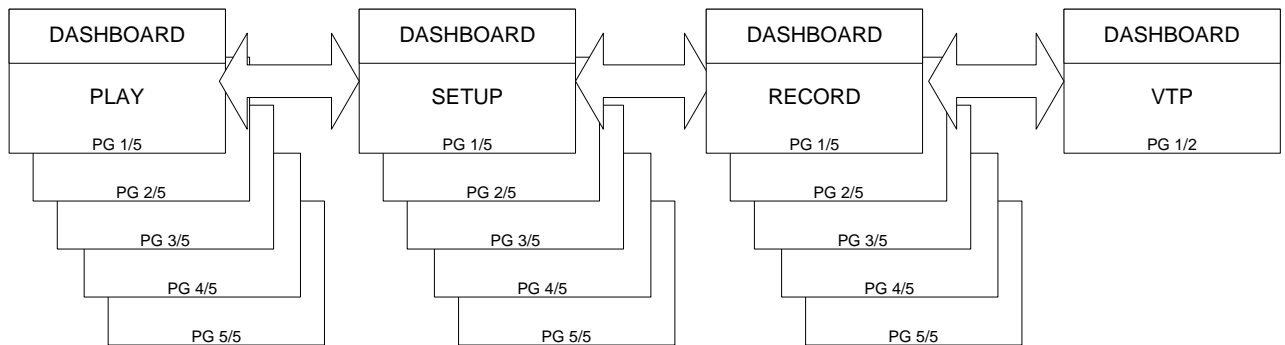 DASHBOARD
PLAY
PG 1/5
PG 2/5
PG 3/5
PG 4/5
PG 5/5
DASHBOARD
SETUP
PG 1/5
PG 2/5
PG 3/5
PG 4/5
PG 5/5
DASHBOARD
RECORD
PG 1/5
PG 2/5
PG 3/5
PG 4/5
PG 5/5
DASHBOARD
VTP
PG 1/2